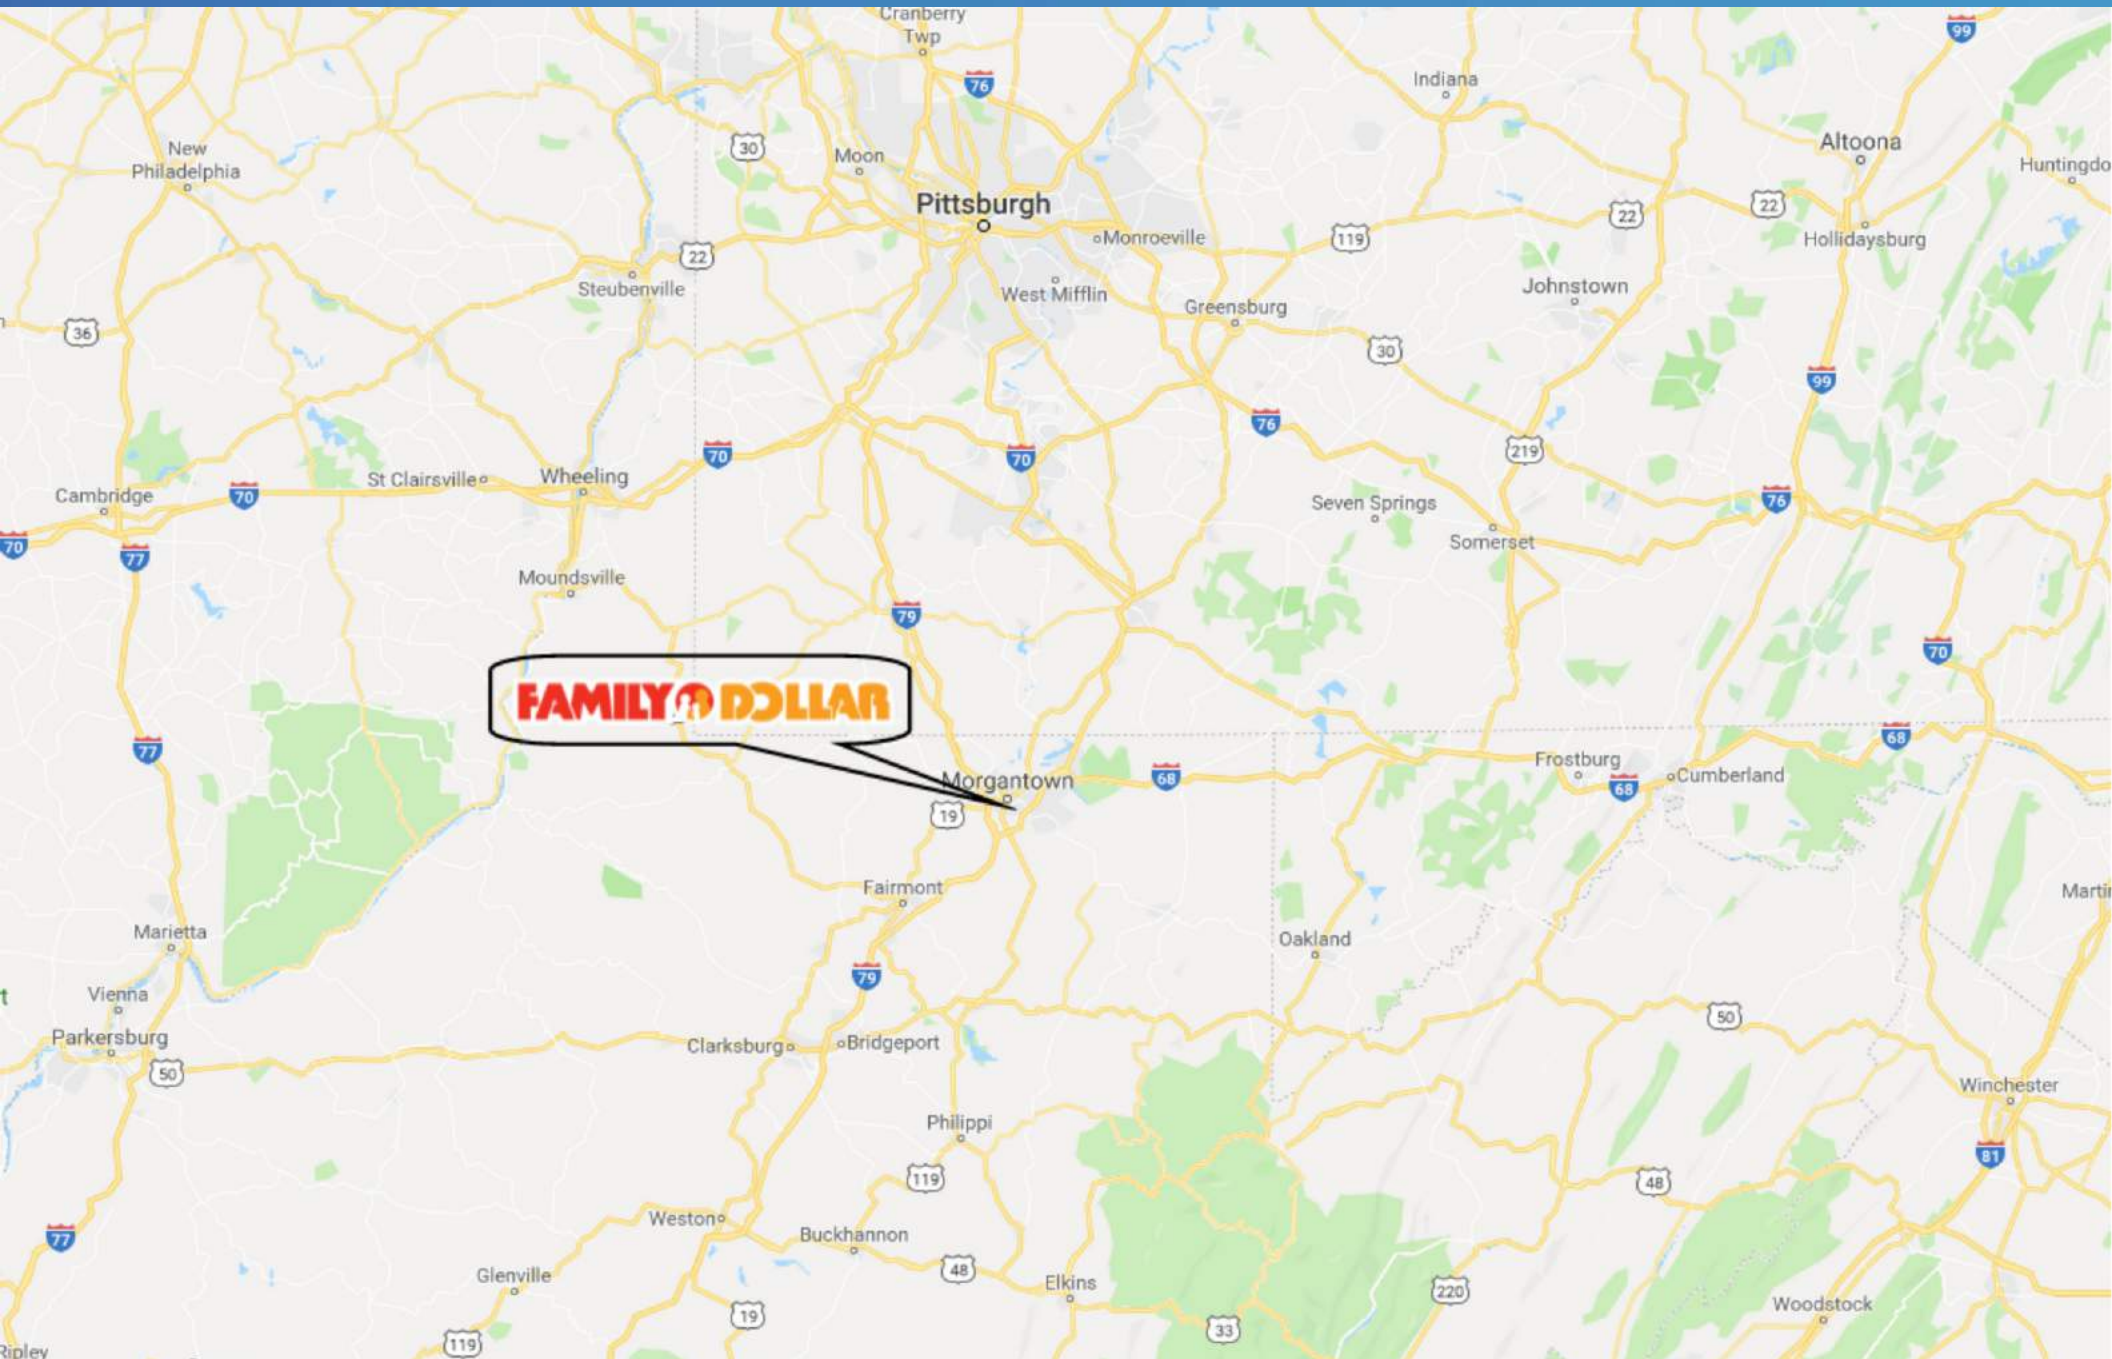 Cranberry
Twp
99
76
Indiana
New
Philadelphia
30
Moon
Altoona
Huntingdo
Pittsburgh
22
22
Monroeville
119
Hollidaysburg
22
Steubenville
West Mifflin
Johnstown
Greensburg
36
30
99
76
70
70
219
St Clairsville
Wheeling
Cambridge
70
Seven Springs
76
Somerset
70
77
Moundsville
79
70
FAMILY DOLLAR
77
68
Frostburg
Morgantown
68
Cumberland
68
19
Fairmont
Marti
Marietta
Oakland
79
Vienna
t
50
Parkersburg
Clarksburg
Bridgeport
50
Winchester
Philippi
81
119
48
Weston
Buckhannon
77
48
Glenville
Elkins
220
Woodstock
19
33
119
Ripley